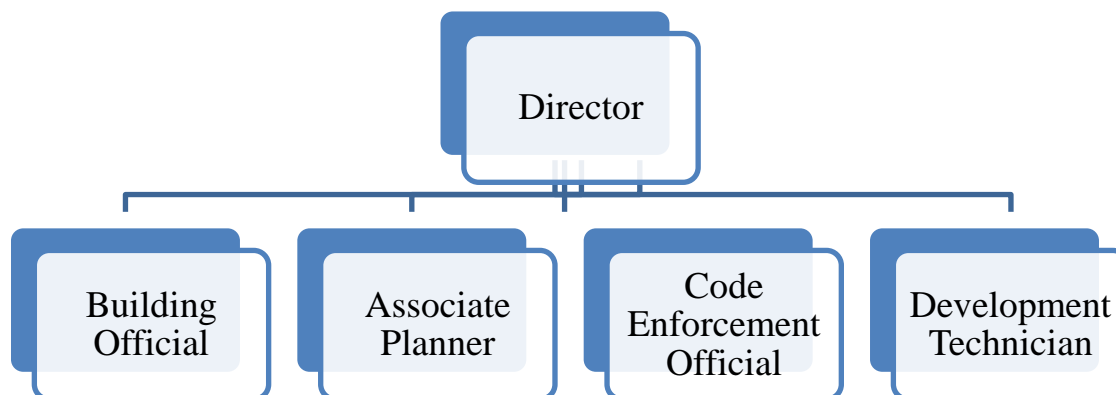 Director
Building
Official
Associate
Planner
Code
Enforcement
Official
Development
Technician